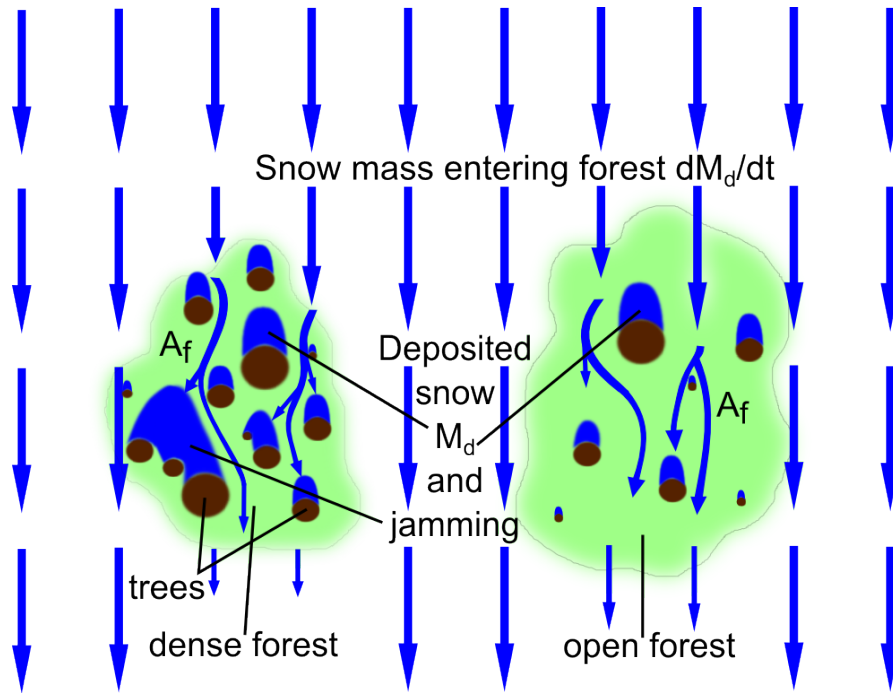 Snow mass entering forest dM_d/dt
A_f
Deposited
snow
M_d
and
jamming
A_f
trees
dense forest
open forest